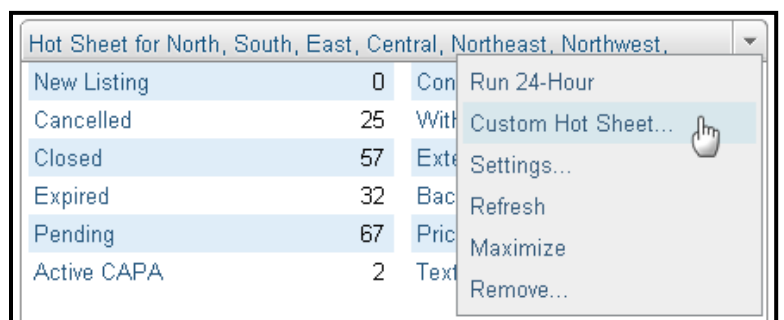 Hot Sheet for North, South, East, Central, Northeast, Northwest,
New Listing 0 Con
Cancelled 25 With
Closed 57 Exte
Expired 32 Bac
Pending 67 Pric
Active CAPA 2 Text
Run 24-Hour
Custom Hot Sheet...
Settings...
Refresh
Maximize
Remove...